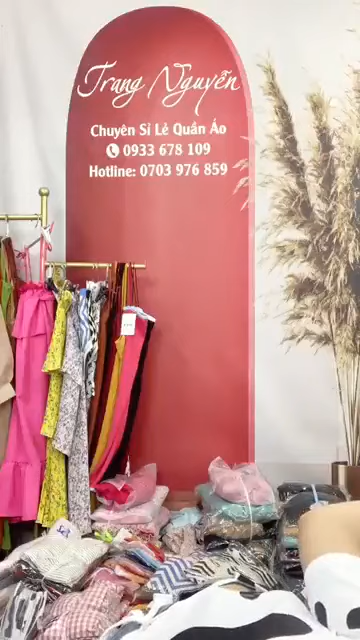 Trang Nguyễn
Chuyên Sỉ Lẻ Quần Áo
0933 678 109
Hotline: 0703 976 859